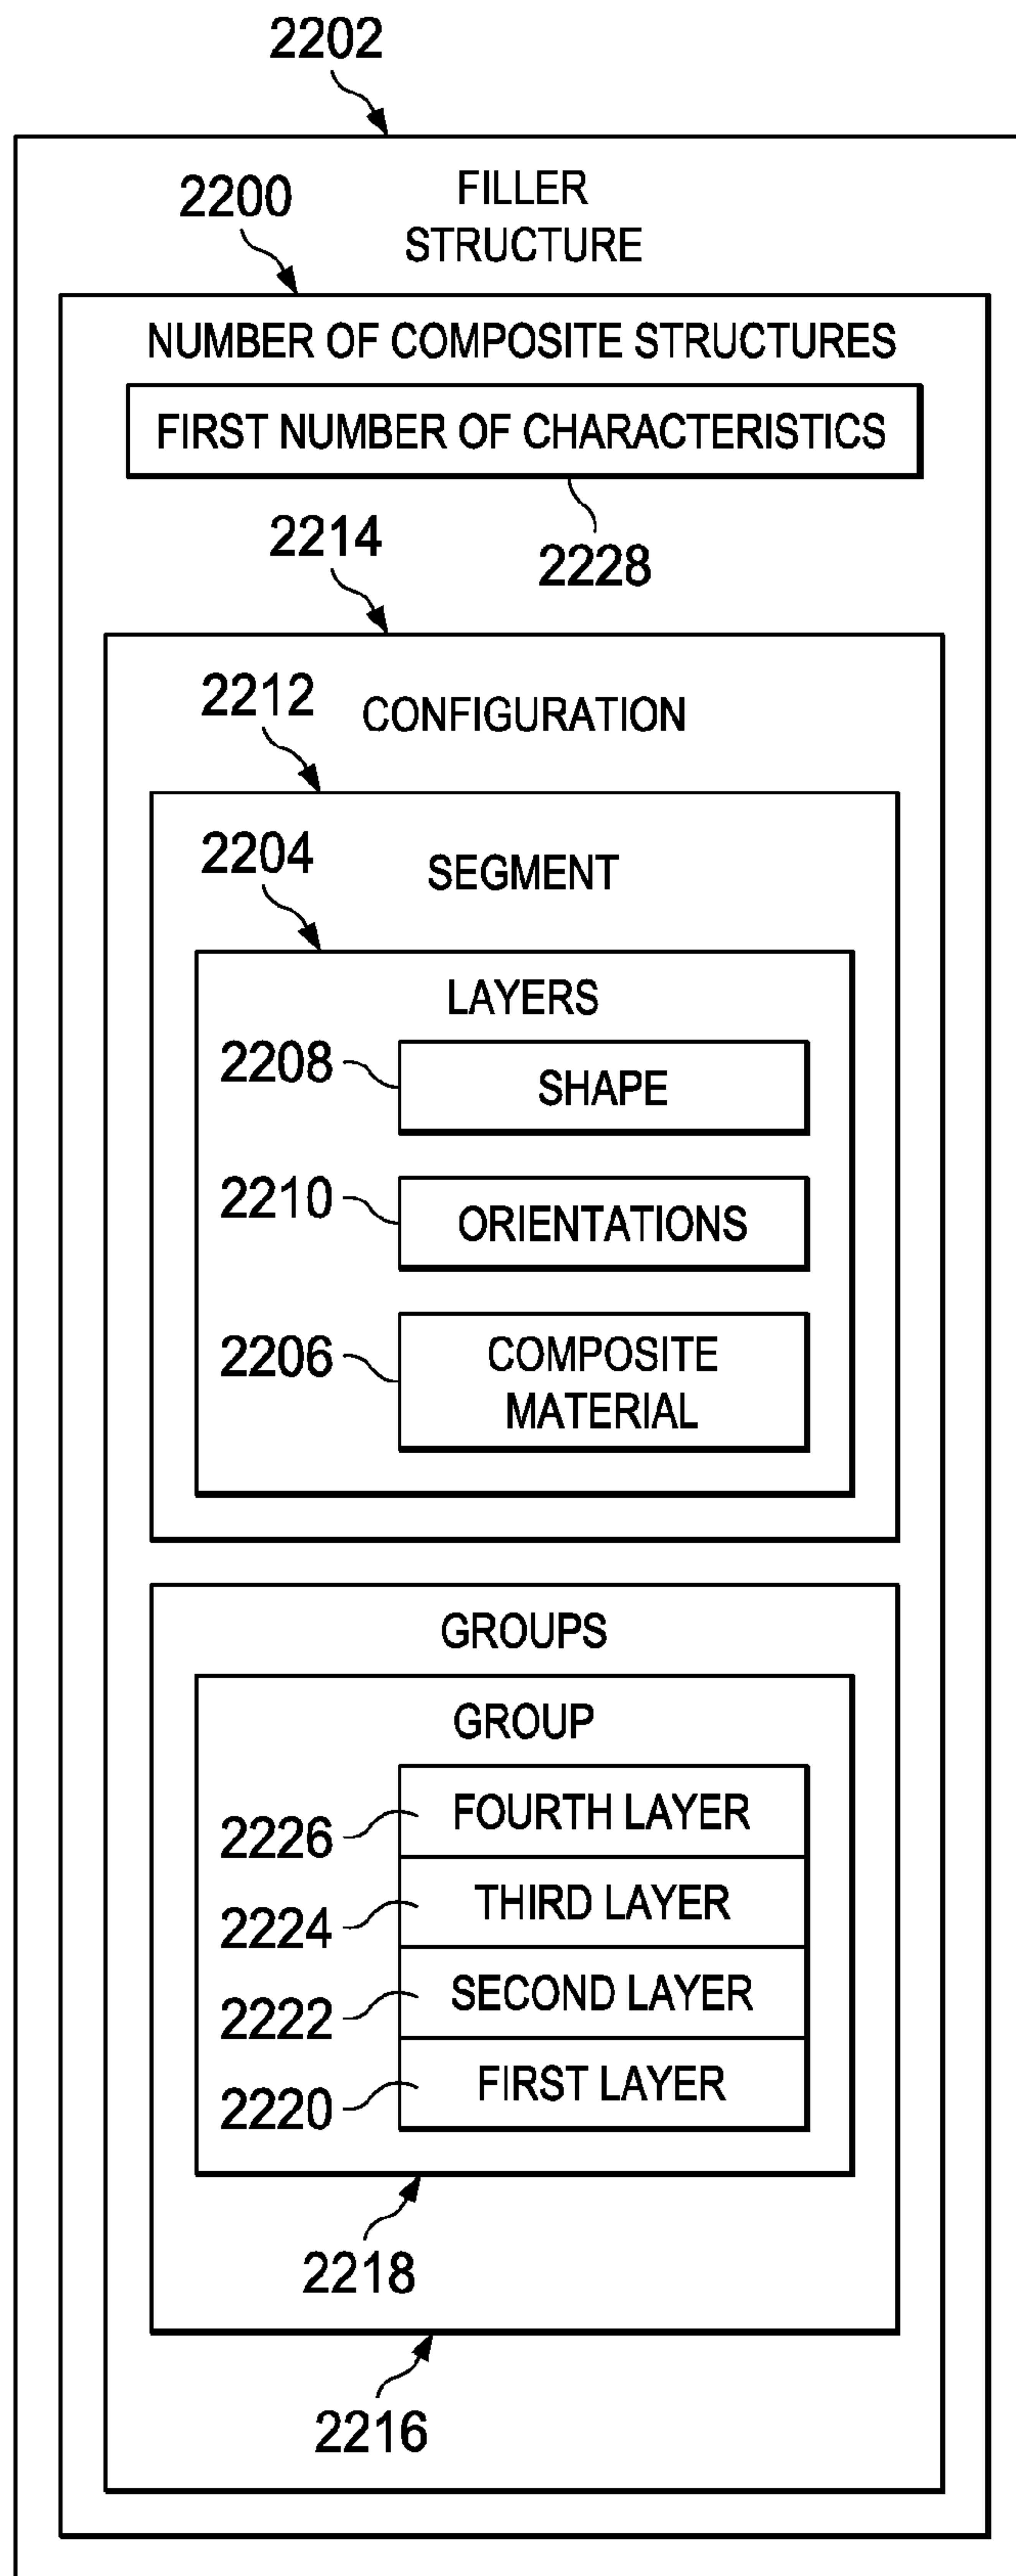 2202
FILLER
STRUCTURE
2200
NUMBER OF COMPOSITE STRUCTURES
FIRST NUMBER OF CHARACTERISTICS
2228
2214
CONFIGURATION
2212
SEGMENT
2204
LAYERS
2208
SHAPE
2210
ORIENTATIONS
2206
COMPOSITE
MATERIAL
GROUPS
GROUP
2226
FOURTH LAYER
2224
THIRD LAYER
2222
SECOND LAYER
2220
FIRST LAYER
2218
2216